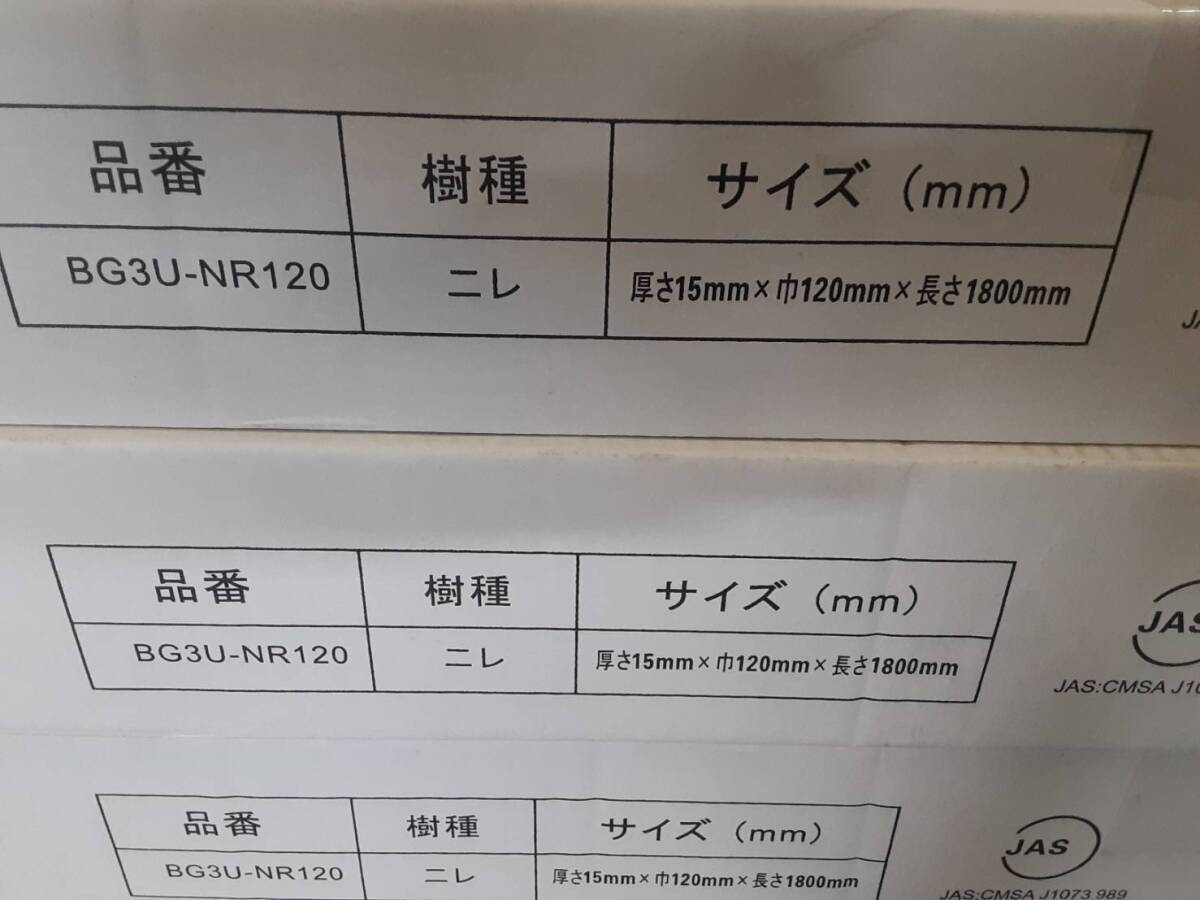 品番 樹種 サイズ（mm）
BG3U-NR120 ニレ 厚さ15mm×巾120mm×長さ1800mm
品番 樹種 サイズ（mm）
BG3U-NR120 ニレ 厚さ15mm×巾120mm×長さ1800mm
JAS
JAS:CMSA J10
品番 樹種 サイズ（mm）
BG3U-NR120 ニレ 厚さ15mm×巾120mm×長さ1800mm
JAS
JAS:CMSA J1073 989